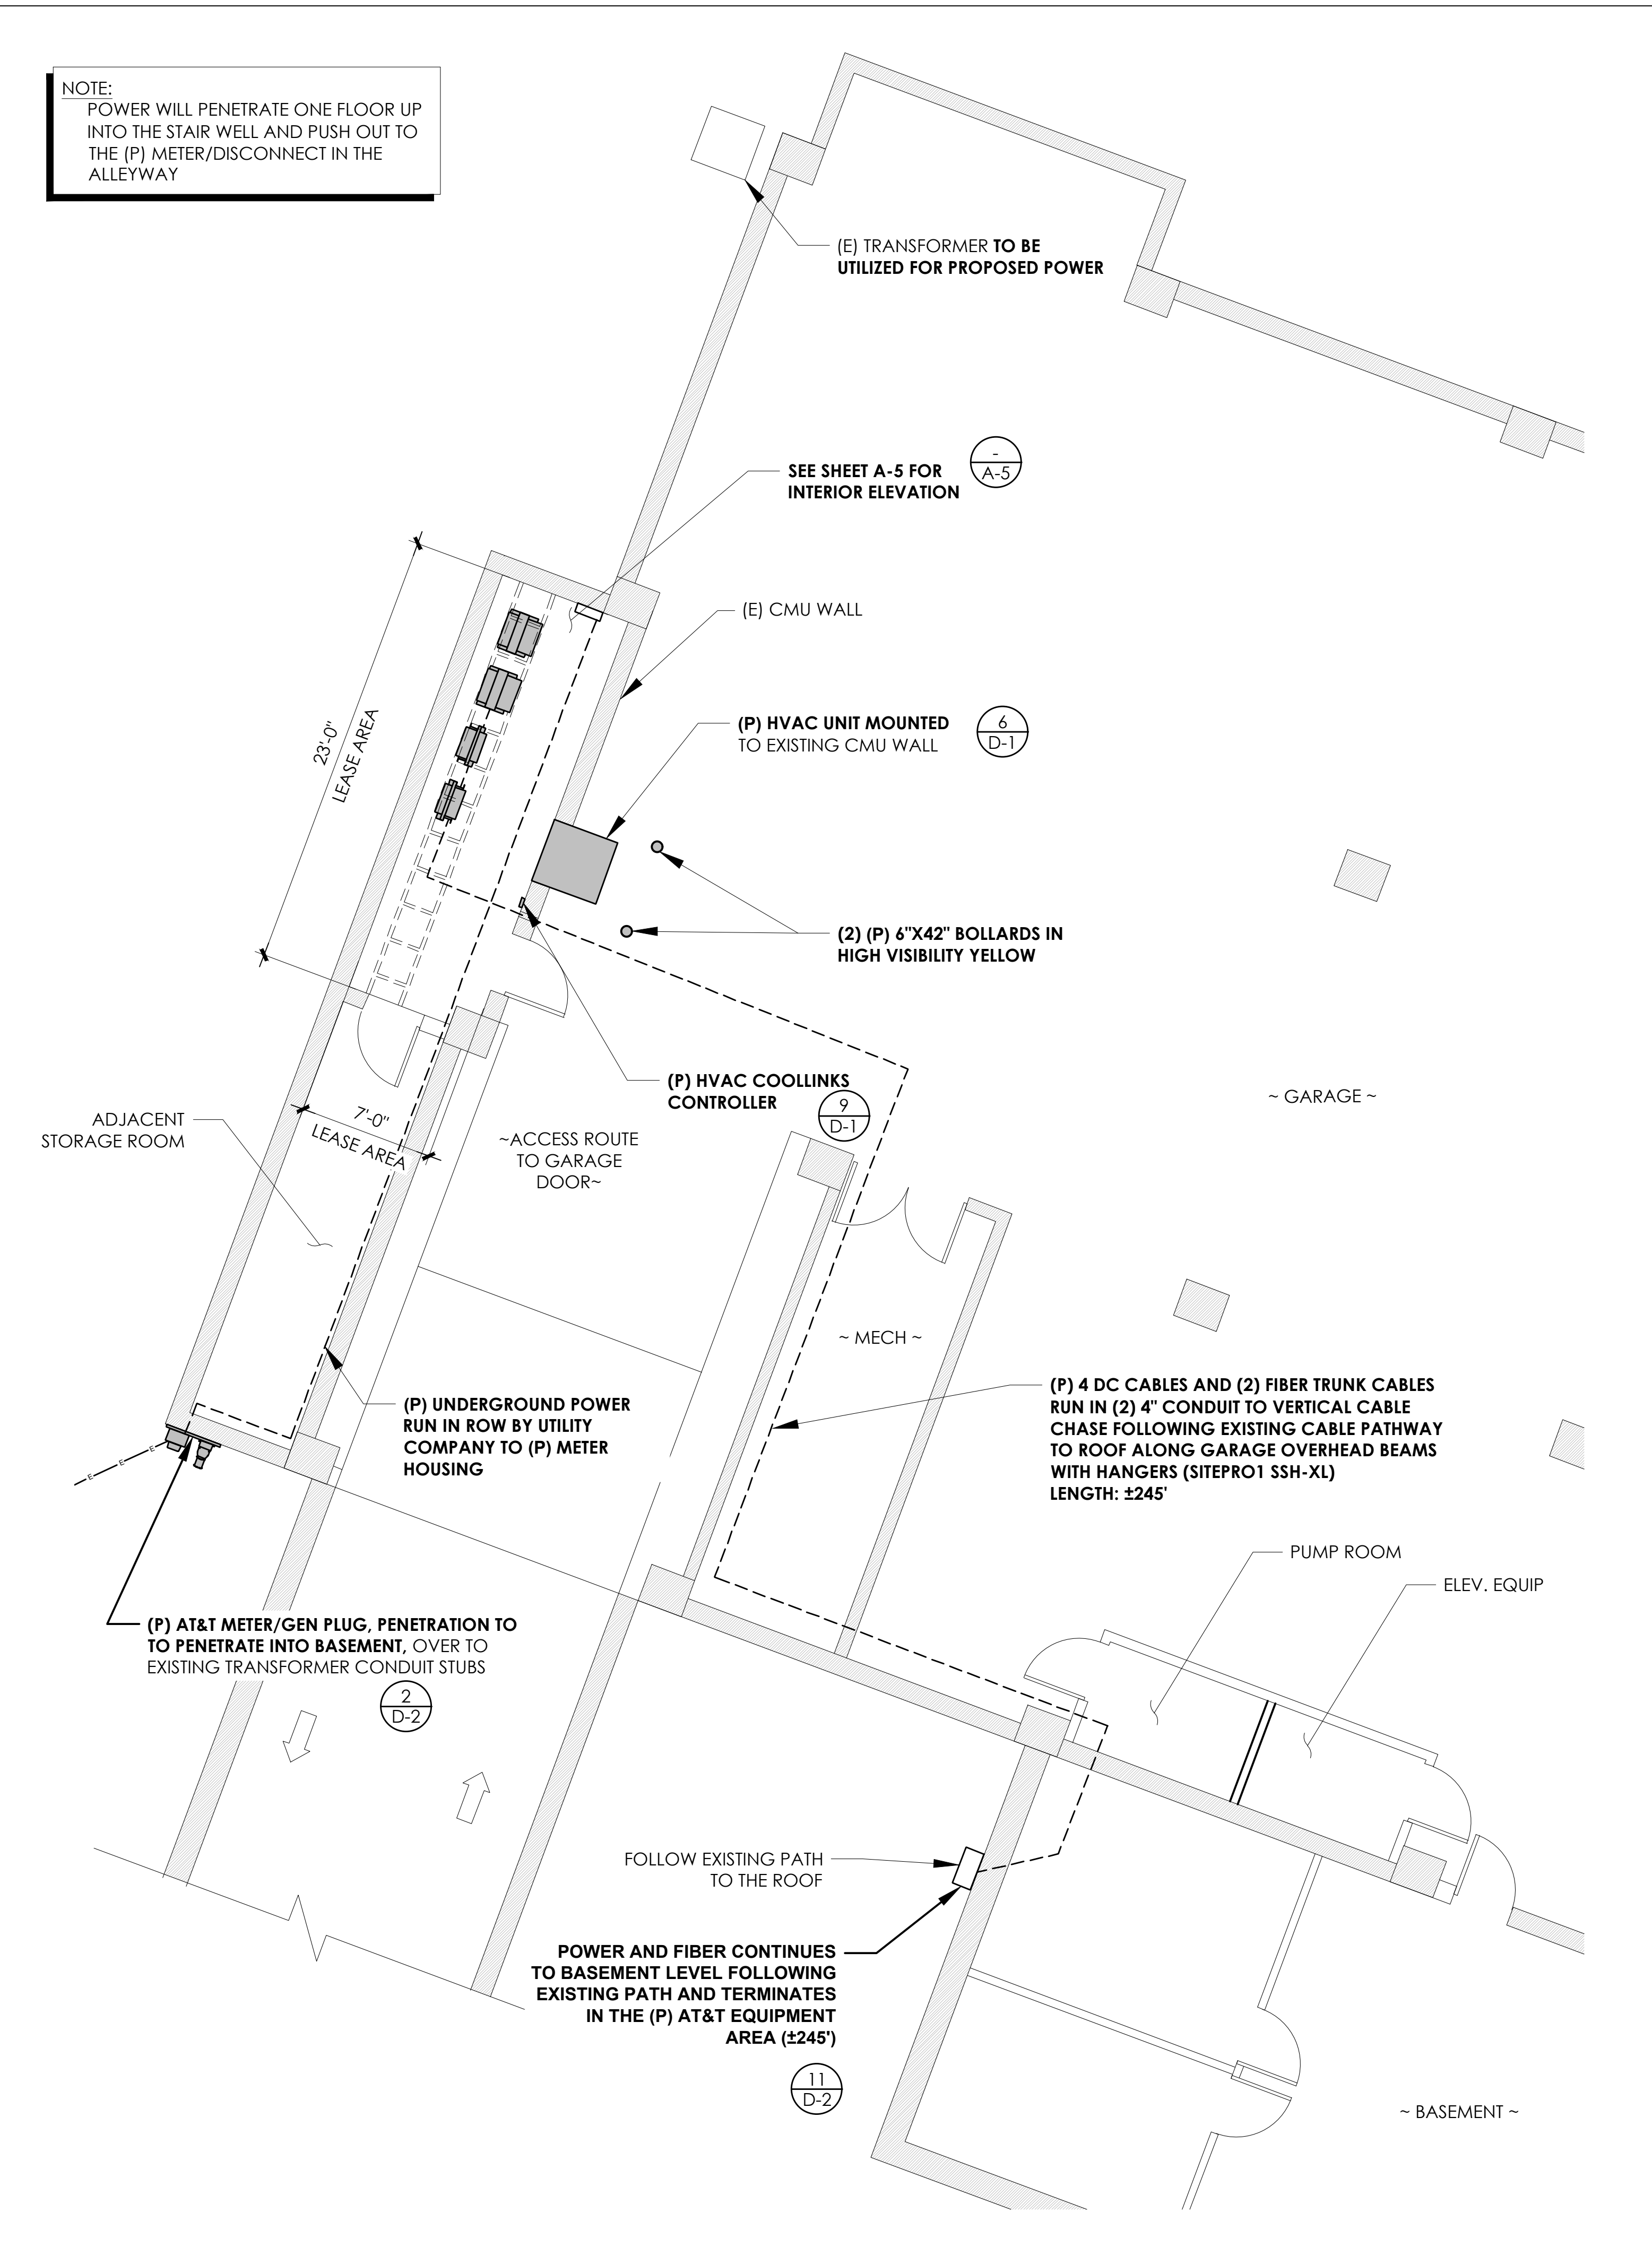 NOTE:
POWER WILL PENETRATE ONE FLOOR UP
INTO THE STAIR WELL AND PUSH OUT TO
THE (P) METER/DISCONNECT IN THE
ALLEYWAY
(E) TRANSFORMER TO BE
UTILIZED FOR PROPOSED POWER
SEE SHEET A-5 FOR
INTERIOR ELEVATION
-
A-5
(E) CMU WALL
(P) HVAC UNIT MOUNTED
TO EXISTING CMU WALL
6
D-1
23'-0"
LEASE AREA
(2) (P) 6"X42" BOLLARDS IN
HIGH VISIBILITY YELLOW
(P) HVAC COOLLINKS
CONTROLLER
9
D-1
~ GARAGE ~
ADJACENT
STORAGE ROOM
7'-0"
LEASE AREA
~ACCESS ROUTE
TO GARAGE
DOOR~
~ MECH ~
(P) UNDERGROUND POWER
RUN IN ROW BY UTILITY
COMPANY TO (P) METER
HOUSING
(P) 4 DC CABLES AND (2) FIBER TRUNK CABLES
RUN IN (2) 4" CONDUIT TO VERTICAL CABLE
CHASE FOLLOWING EXISTING CABLE PATHWAY
TO ROOF ALONG GARAGE OVERHEAD BEAMS
WITH HANGERS (SITEPRO1 SSH-XL)
LENGTH: ±245'
E
E
PUMP ROOM
ELEV. EQUIP
(P) AT&T METER/GEN PLUG, PENETRATION TO
TO PENETRATE INTO BASEMENT, OVER TO
EXISTING TRANSFORMER CONDUIT STUBS
2
D-2
FOLLOW EXISTING PATH
TO THE ROOF
POWER AND FIBER CONTINUES
TO BASEMENT LEVEL FOLLOWING
EXISTING PATH AND TERMINATES
IN THE (P) AT&T EQUIPMENT
AREA (±245')
11
D-2
~ BASEMENT ~